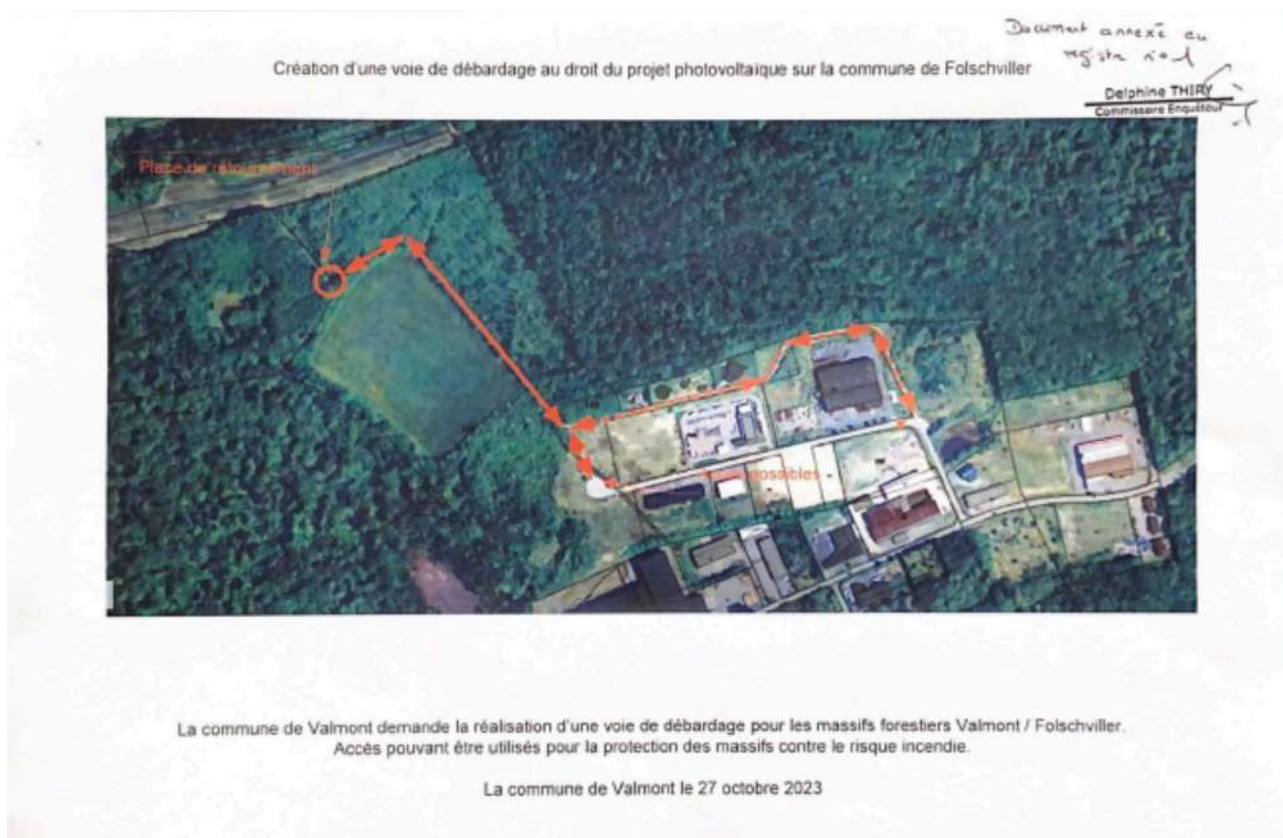 Document annexé au
registre n°1
Création d'une voie de débardage au droit du projet photovoltaïque sur la commune de Folschviller
Delphine THIRY
Commissaire Enquêteur
Place de retournement
possibles
La commune de Valmont demande la réalisation d'une voie de débardage pour les massifs forestiers Valmont / Folschviller.
Accès pouvant être utilisés pour la protection des massifs contre le risque incendie.
La commune de Valmont le 27 octobre 2023